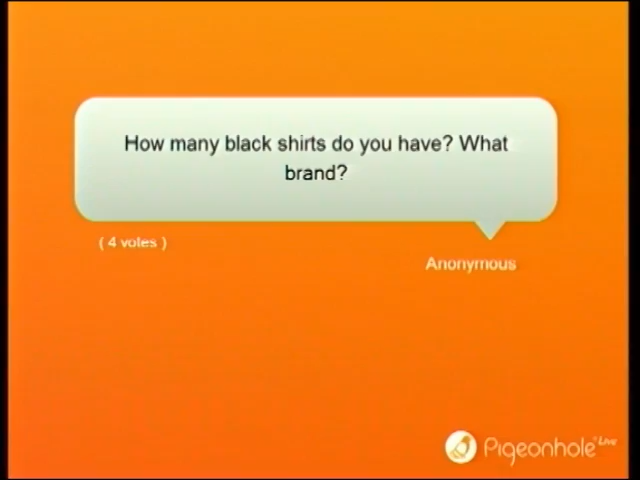 How many black shirts do you have? What
brand?
( 4 votes )
Anonymous
Pigeonhole Live